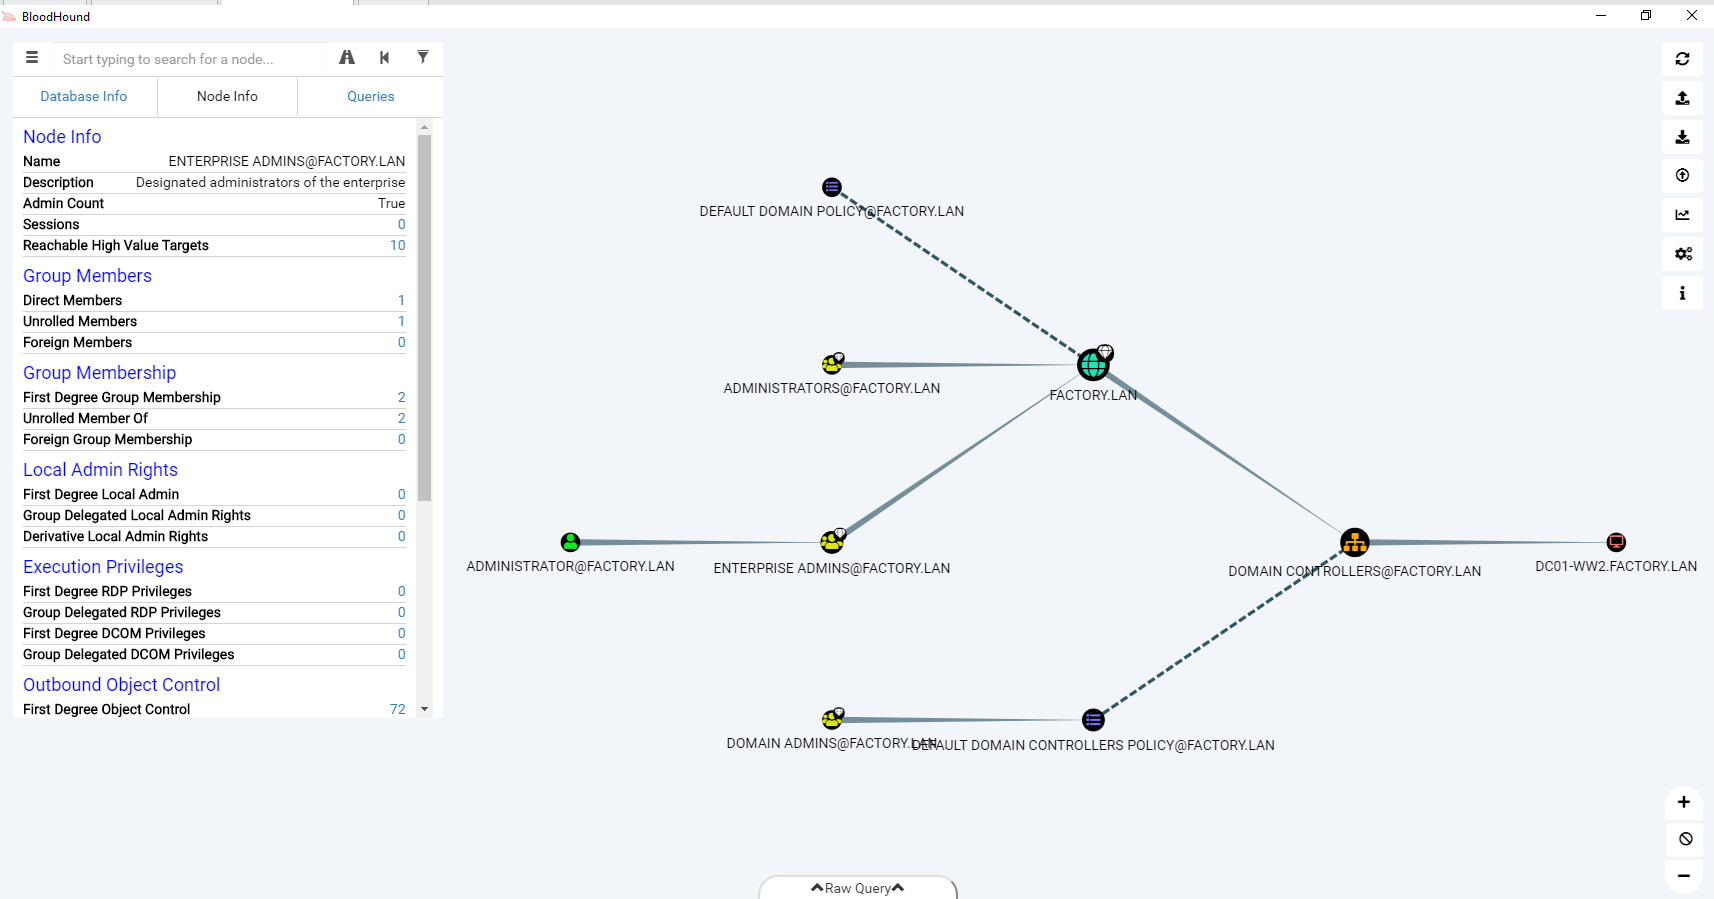 BloodHound
Start typing to search for a node...
Database Info
Node Info
Queries
Node Info
Name ENTERPRISE ADMINS@FACTORY.LAN
Description Designated administrators of the enterprise
Admin Count True
Sessions 0
Reachable High Value Targets 10
Group Members
Direct Members 1
Unrolled Members 1
Foreign Members 0
Group Membership
First Degree Group Membership 2
Unrolled Member Of 2
Foreign Group Membership 0
Local Admin Rights
First Degree Local Admin 0
Group Delegated Local Admin Rights 0
Derivative Local Admin Rights 0
Execution Privileges
First Degree RDP Privileges 0
Group Delegated RDP Privileges 0
First Degree DCOM Privileges 0
Group Delegated DCOM Privileges 0
Outbound Object Control
First Degree Object Control 72
DEFAULT DOMAIN POLICY@FACTORY.LAN
ADMINISTRATORS@FACTORY.LAN
FACTORY.LAN
ADMINISTRATOR@FACTORY.LAN
ENTERPRISE ADMINS@FACTORY.LAN
DOMAIN CONTROLLERS@FACTORY.LAN
DC01-WW2.FACTORY.LAN
DOMAIN ADMINS@FACTORY.LAN
DEFAULT DOMAIN CONTROLLERS POLICY@FACTORY.LAN
Raw Query